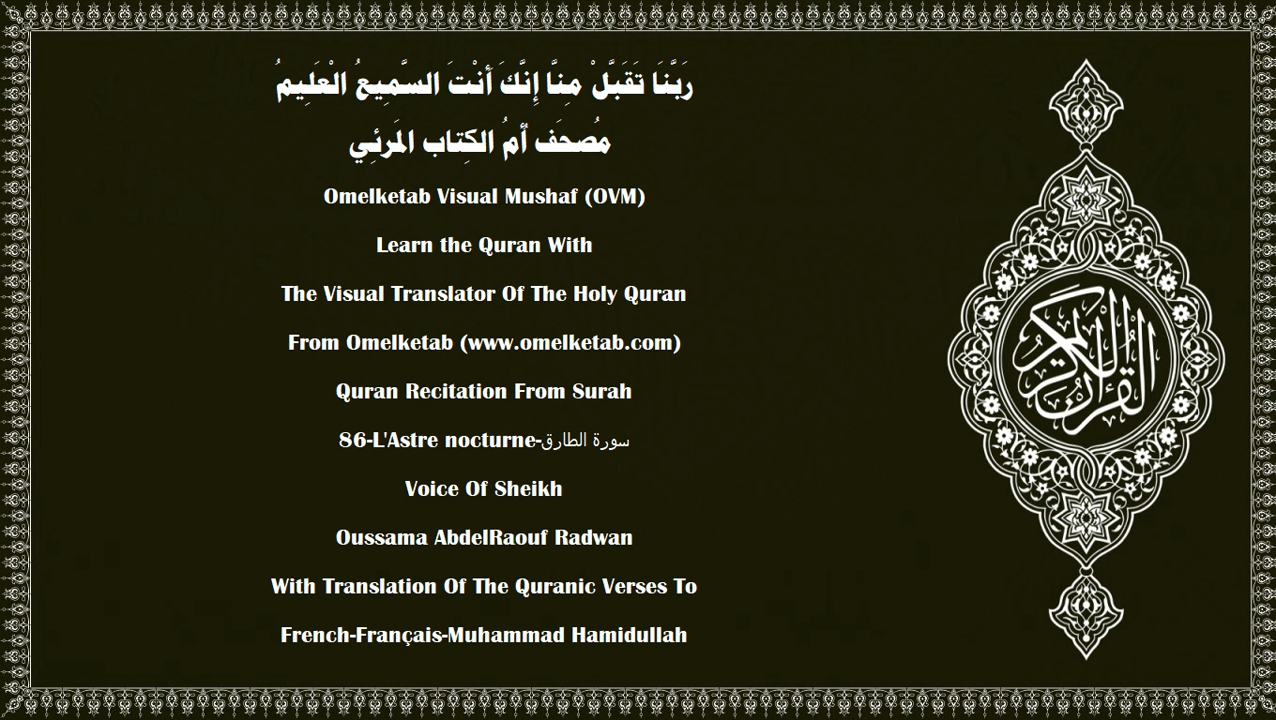 رَبَّنَا تَقَبَّلْ مِنَّا إِنَّكَ أَنْتَ السَّمِيعُ الْعَلِيمُ
مُصحَف أمُ الكِتاب المَرئِي
Omelketab Visual Mushaf (OVM)
Learn the Quran With
The Visual Translator Of The Holy Quran
From Omelketab (www.omelketab.com)
Quran Recitation From Surah
86-L'Astre nocturne-سورة الطارق
Voice Of Sheikh
Oussama AbdelRaouf Radwan
With Translation Of The Quranic Verses To
French-Français-Muhammad Hamidullah
القرآن الكريم